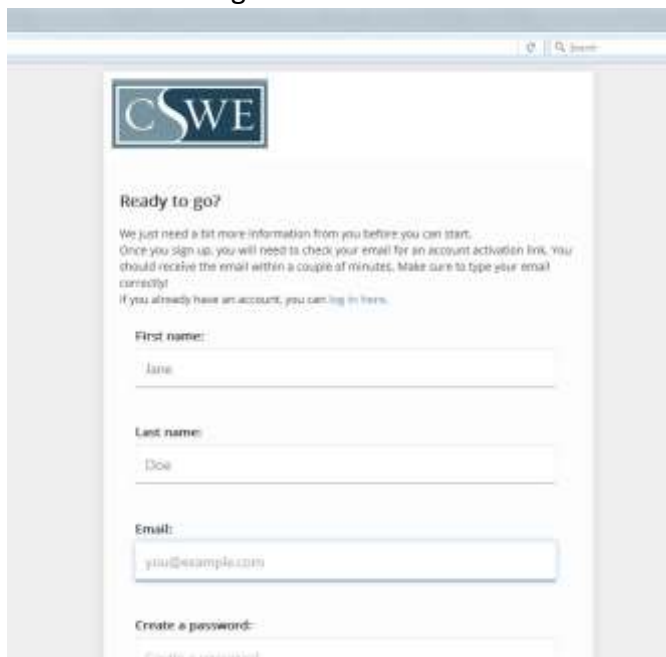 Search
CSWE
Ready to go?
We just need a bit more information from you before you can start.
Once you sign up, you will need to check your email for an account activation link. You
should receive the email within a couple of minutes. Make sure to type your email
correctly!
If you already have an account, you can log in here.
First name:
Jane
Last name:
Doe
Email:
you@example.com
Create a password:
Create a password